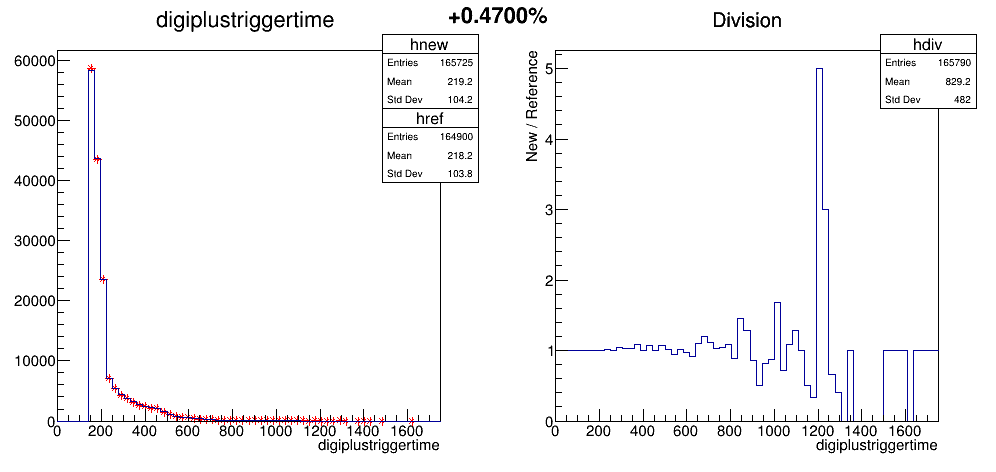 +0.4700%
digiplustriggertime
hnew
Entries 165725
Mean 219.2
Std Dev 104.2
href
Entries 164900
Mean 218.2
Std Dev 103.8
60000
50000
40000
30000
20000
10000
0
0 200 400 600 800 1000 1200 1400 1600
digiplustriggertime
Division
hdiv
Entries 165790
Mean 829.2
Std Dev 482
New / Reference
5
4
3
2
1
0
0 200 400 600 800 1000 1200 1400 1600
digiplustriggertime